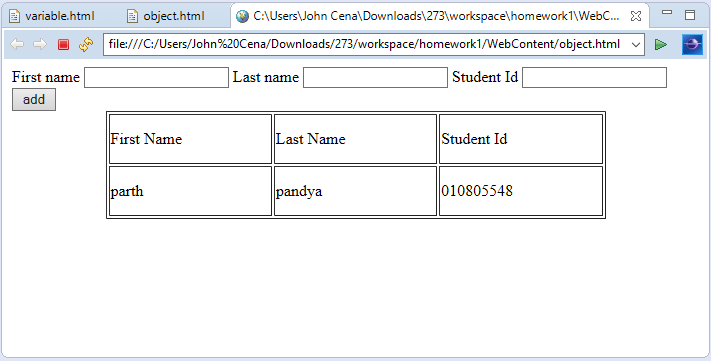 variable.html object.html C:\Users\John Cena\Downloads\273\workspace\homework1\WebC...
file:///C:/Users/John%20Cena/Downloads/273/workspace/homework1/WebContent/object.html
First name Last name Student Id
add
First Name Last Name Student Id
parth pandya 010805548